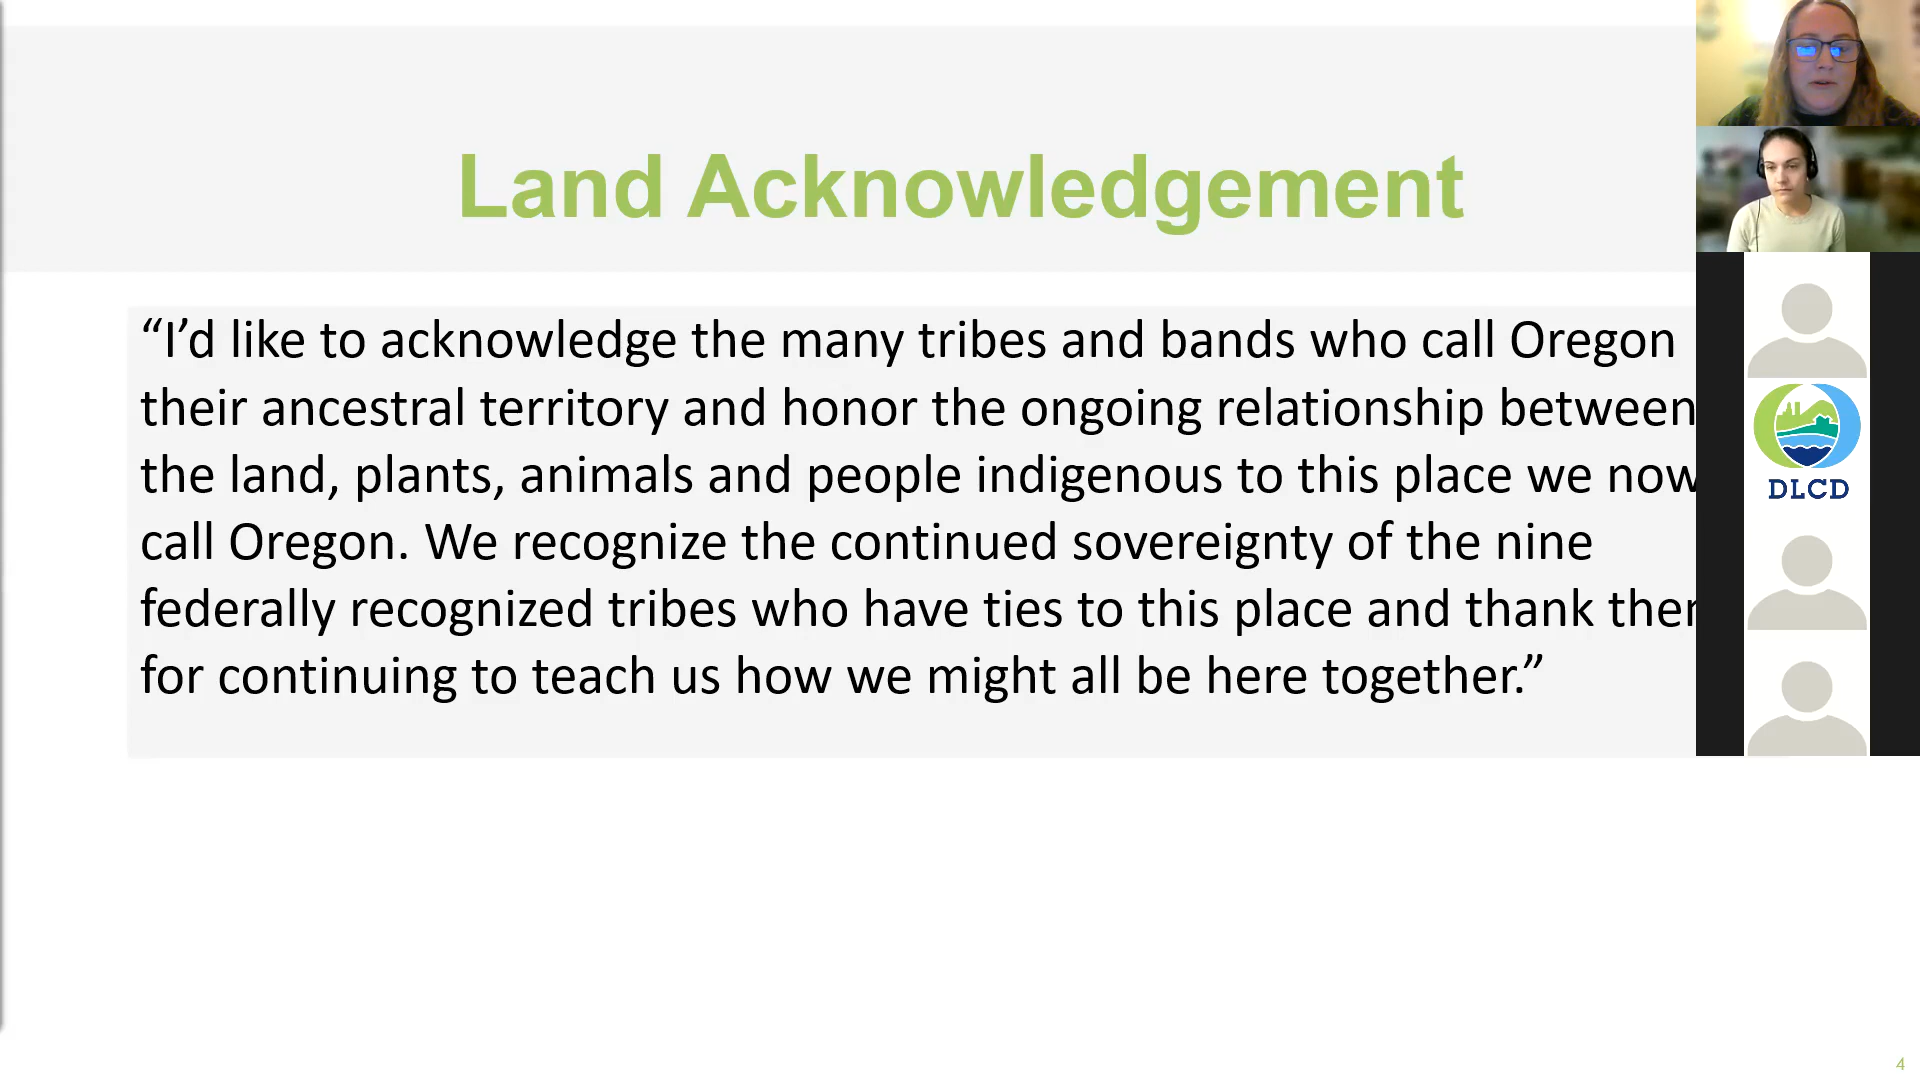 Land Acknowledgement
“I’d like to acknowledge the many tribes and bands who call Oregon
their ancestral territory and honor the ongoing relationship between
the land, plants, animals and people indigenous to this place we now
call Oregon. We recognize the continued sovereignty of the nine
federally recognized tribes who have ties to this place and thank
for continuing to teach us how we might all be here together.”
DLCD
4